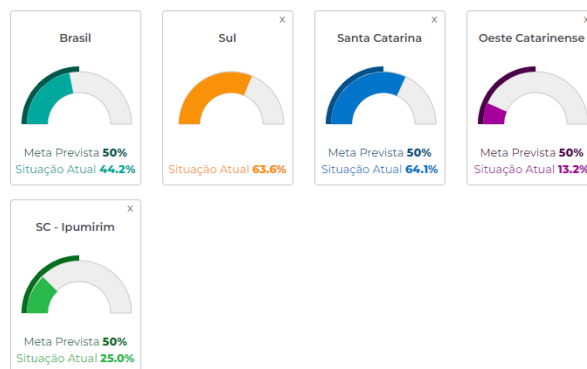 Brasil
Meta Prevista 50%
Situação Atual 44.2%
x
Sul
Situação Atual 63.6%
x
Santa Catarina
Meta Prevista 50%
Situação Atual 64.1%
x
Oeste Catarinense
Meta Prevista 50%
Situação Atual 13.2%
x
SC - Ipumirim
Meta Prevista 50%
Situação Atual 25.0%